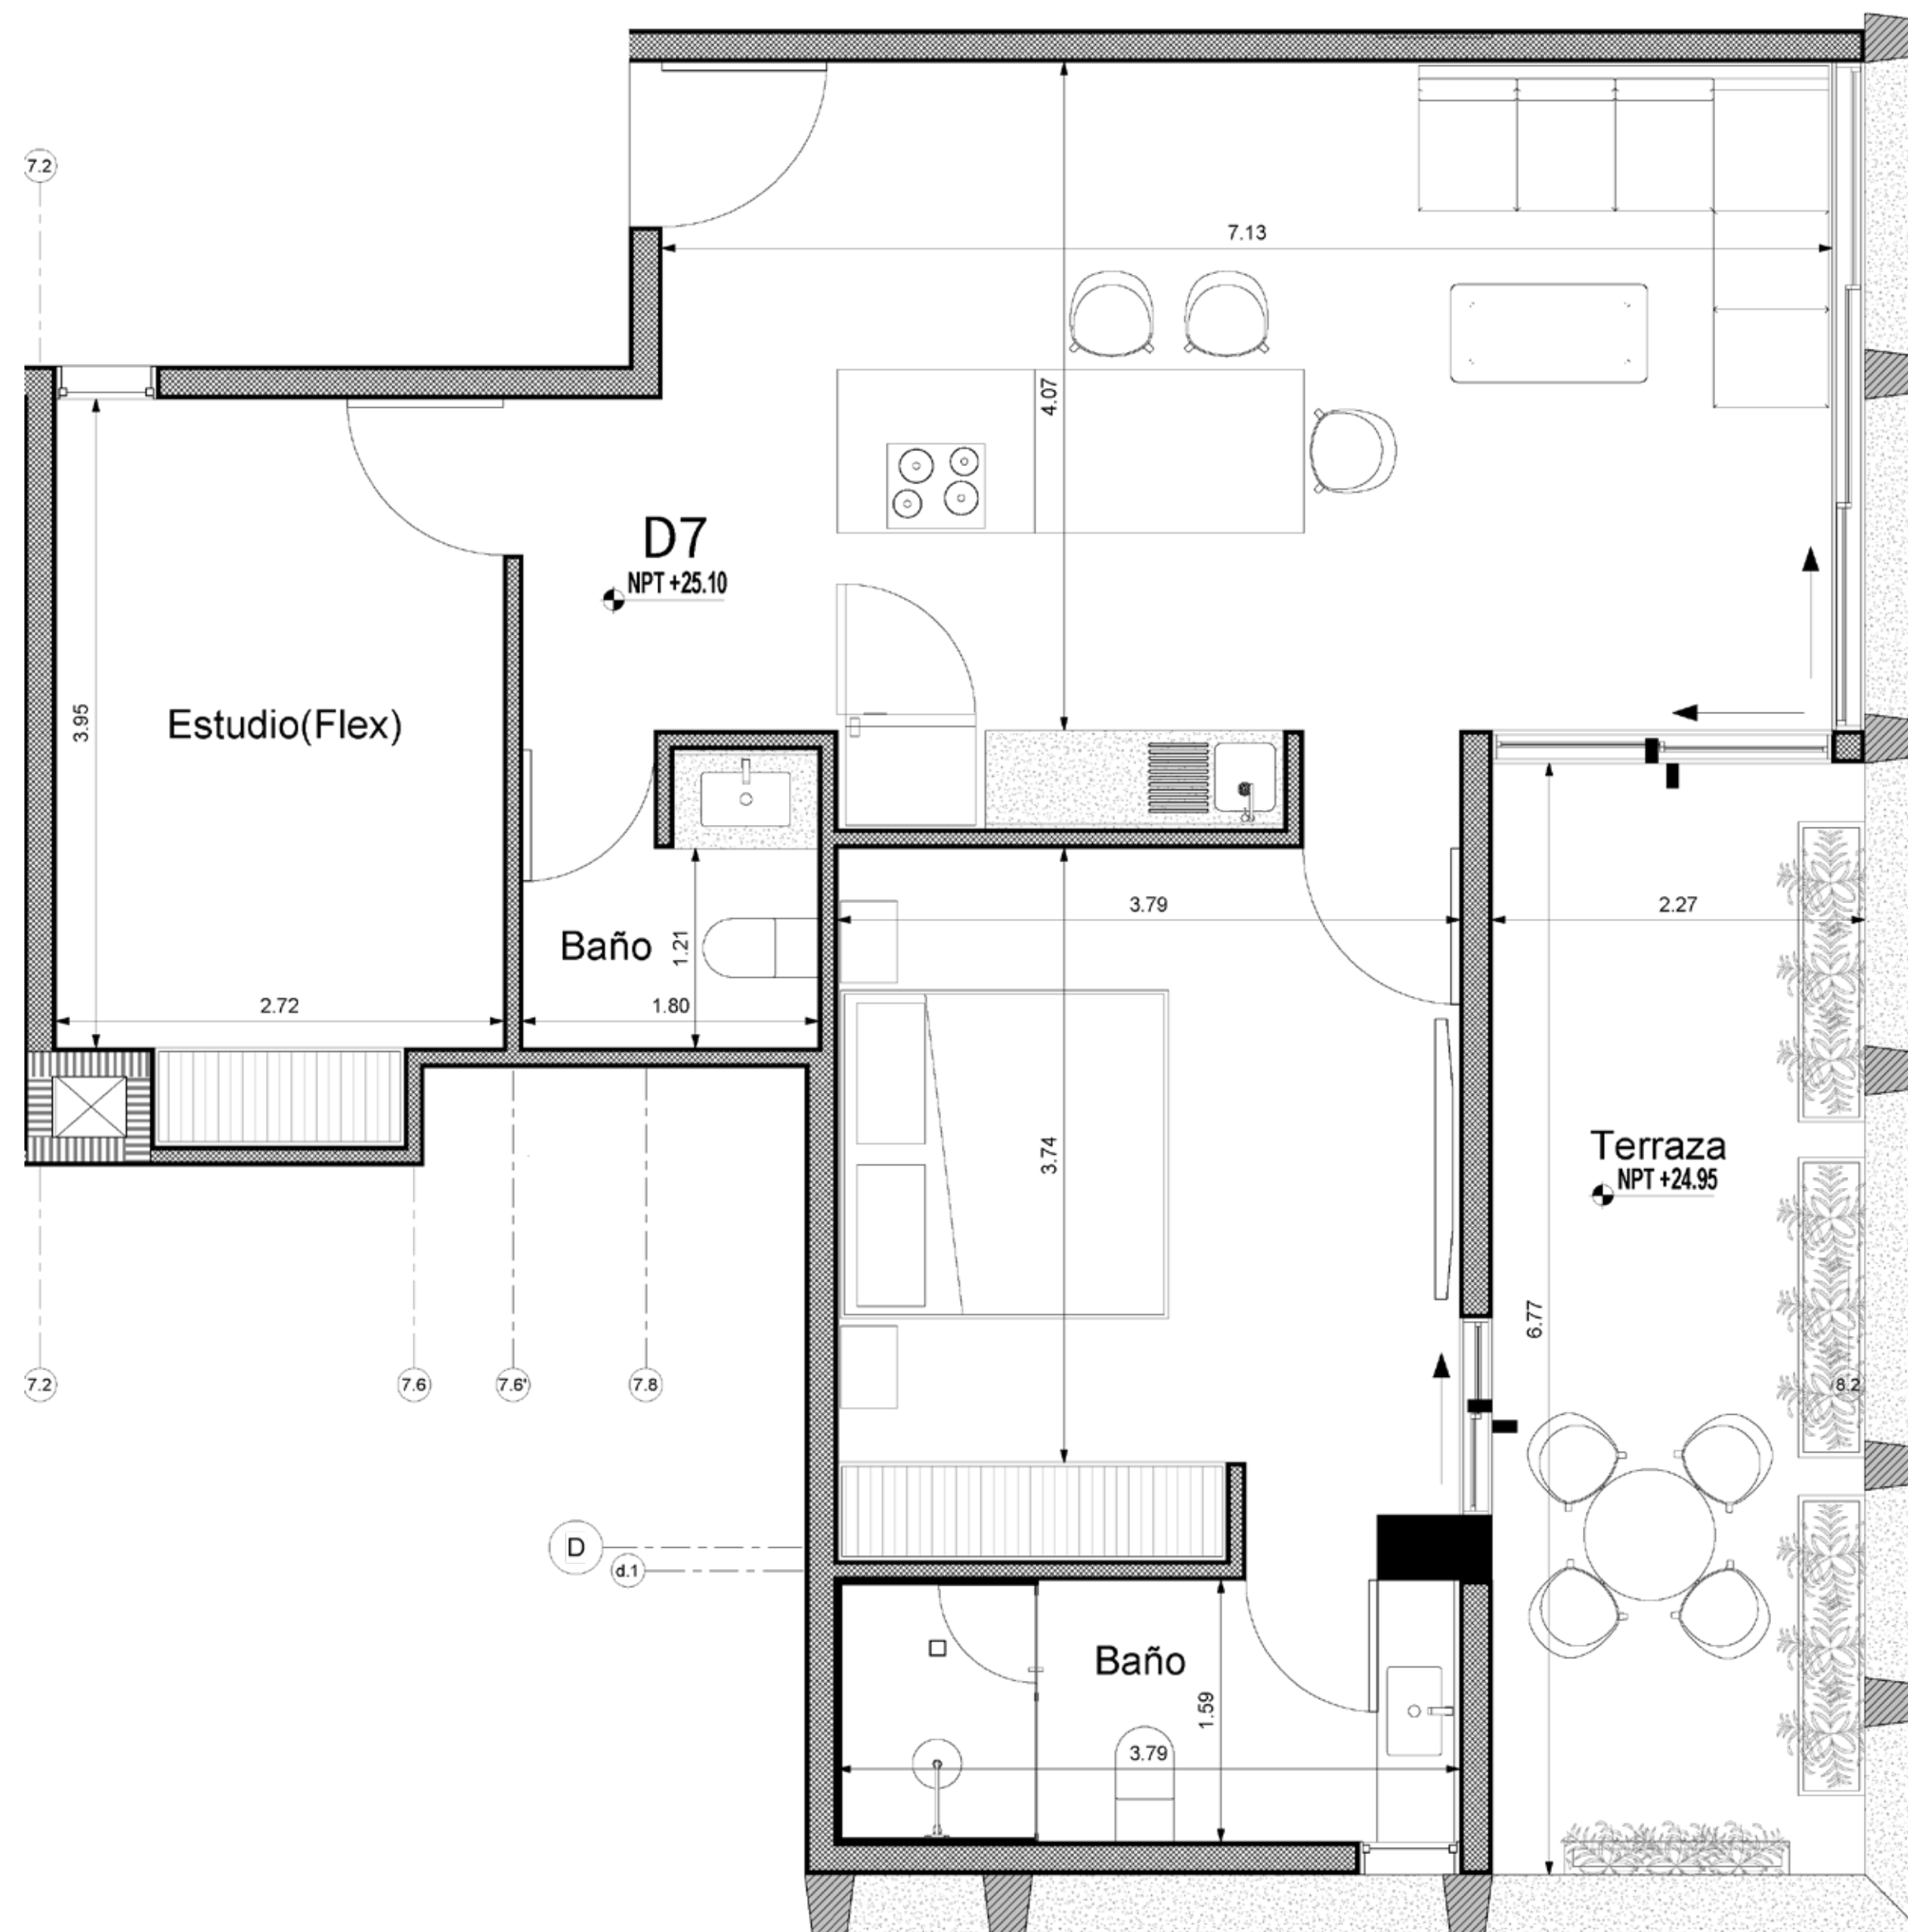 7.2
7.13
4.07
D7
NPT +25.10
3.95
Estudio(Flex)
3.79
2.27
Baño
1.21
2.72
1.80
Terraza
NPT +24.95
3.74
6.77
7.2
7.6
7.6'
7.8
8.2
D
d.1
Baño
1.59
3.79